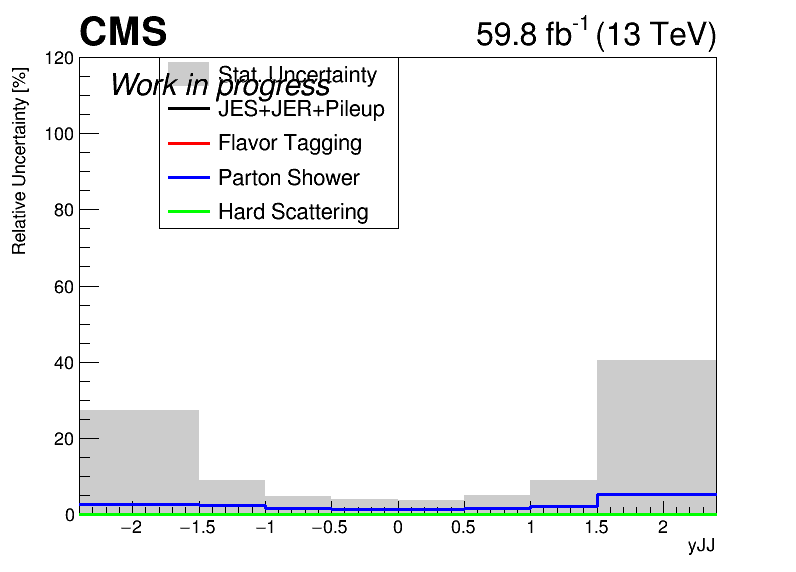 CMS 59.8 fb-1 (13 TeV)
Work in progress
Stat. Uncertainty
JES+JER+Pileup
Flavor Tagging
Parton Shower
Hard Scattering
Relative Uncertainty [%]
120
100
80
60
40
20
0
−2 −1.5 −1 −0.5 0 0.5 1 1.5 2
yJJ